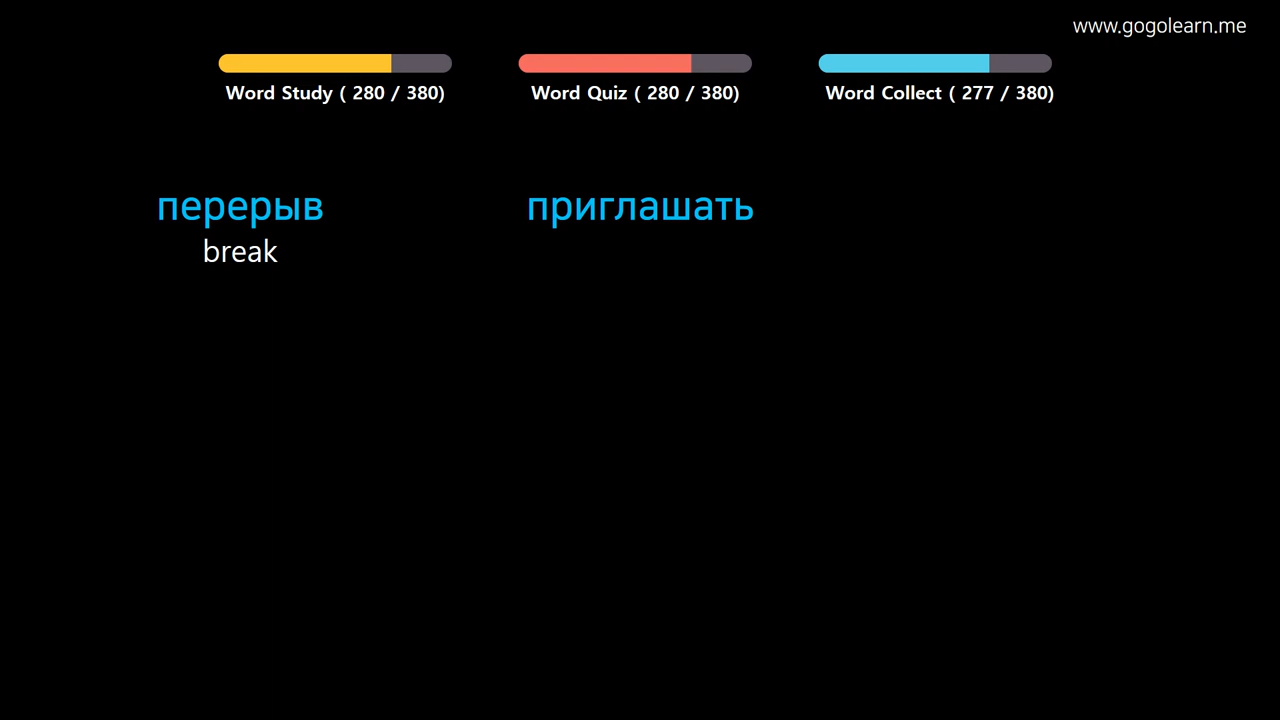 www.gogolearn.me
Word Study ( 280 / 380)
Word Quiz ( 280 / 380)
Word Collect ( 277 / 380)
перерыв
break
приглашать